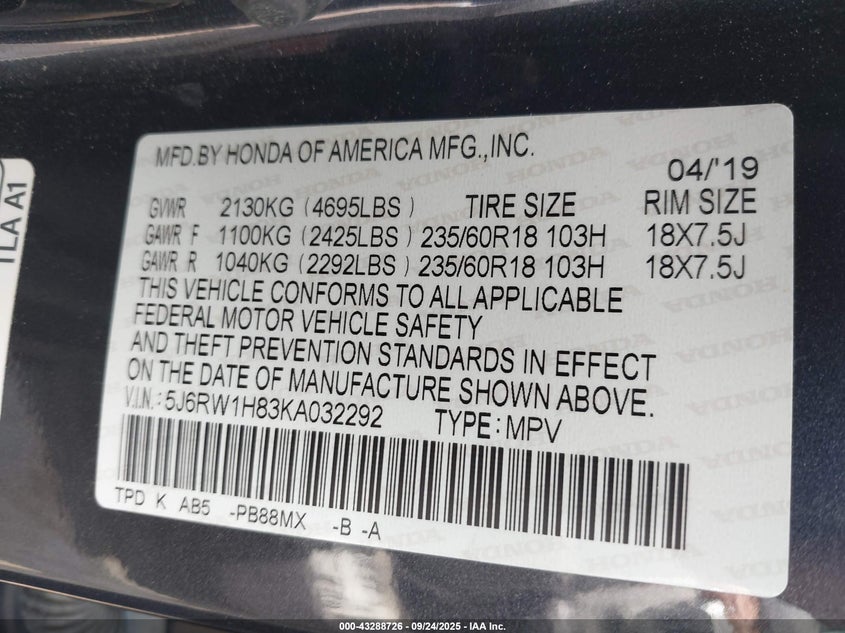 TLA A1
MFD.BY HONDA OF AMERICA MFG.,INC.
04/'19
GVWR 2130KG (4695LBS) TIRE SIZE RIM SIZE
GAWR F 1100KG (2425LBS) 235/60R18 103H 18X7.5J
GAWR R 1040KG (2292LBS) 235/60R18 103H 18X7.5J
THIS VEHICLE CONFORMS TO ALL APPLICABLE
FEDERAL MOTOR VEHICLE SAFETY
AND THEFT PREVENTION STANDARDS IN EFFECT
ON THE DATE OF MANUFACTURE SHOWN ABOVE.
V.I.N.: 5J6RW1H83KA032292 TYPE: MPV
TPD K AB5 -PB88MX -B -A
000-43288726 - 09/24/2025 - IAA Inc.